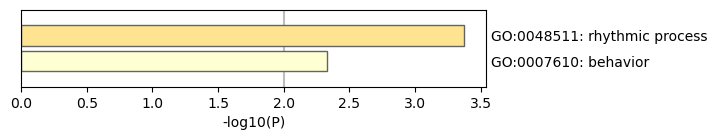 GO:0048511: rhythmic process
GO:0007610: behavior
0.0 0.5 1.0 1.5 2.0 2.5 3.0 3.5
-log10(P)